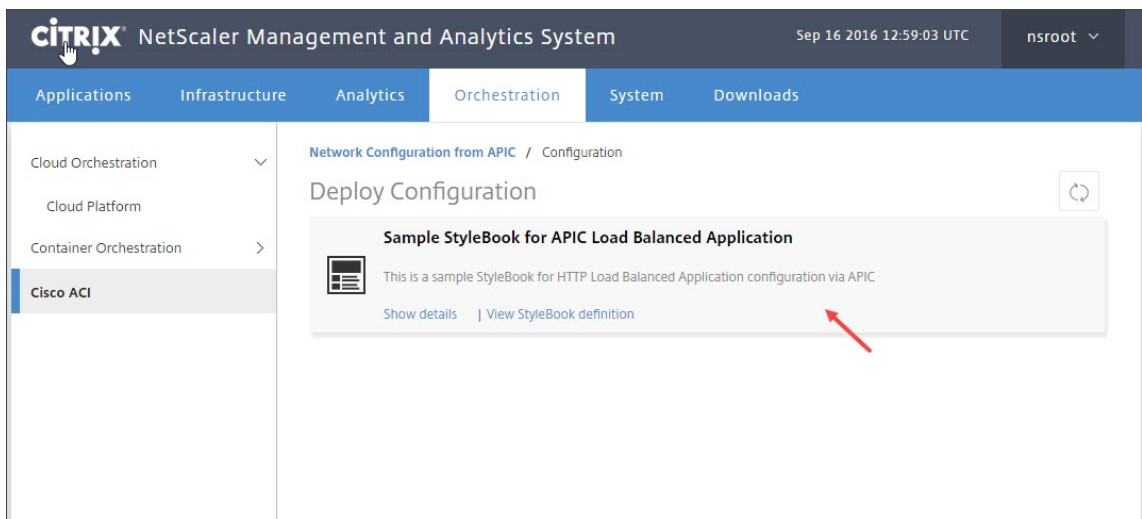 CİTRIX® NetScaler Management and Analytics System
Sep 16 2016 12:59:03 UTC
nsroot
Applications Infrastructure Analytics Orchestration System Downloads
Cloud Orchestration
Cloud Platform
Container Orchestration
Cisco ACI
Network Configuration from APIC / Configuration
Deploy Configuration
Sample StyleBook for APIC Load Balanced Application
This is a sample StyleBook for HTTP Load Balanced Application configuration via APIC
Show details | View StyleBook definition